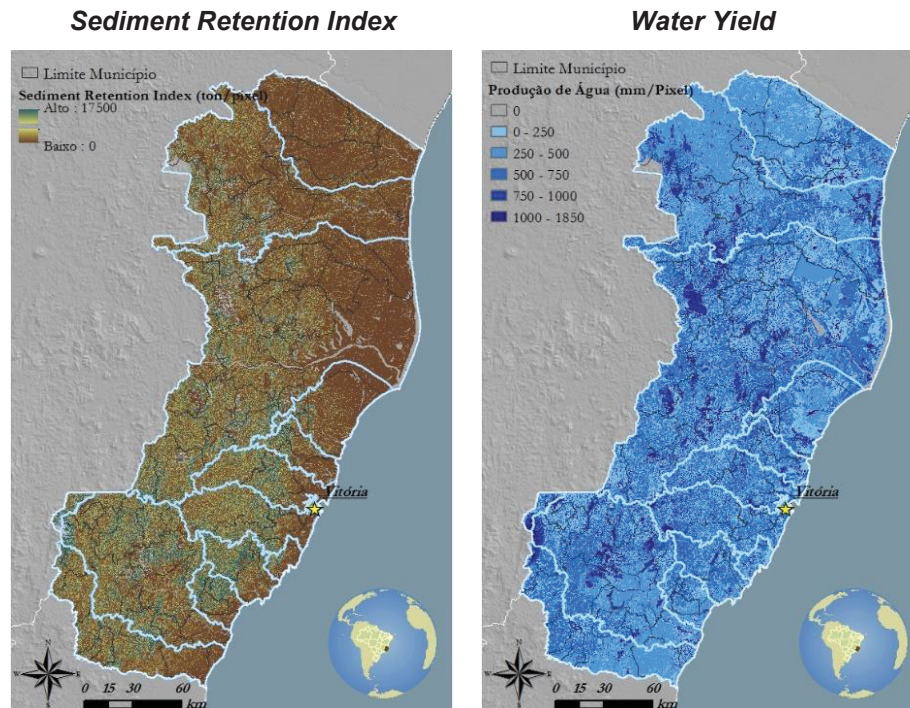 Sediment Retention Index
Limite Município
Sediment Retention Index (ton/pixel)
Alto : 17500
Baixo : 0
Vitória
N
W E
S
0 15 30 60
km
Water Yield
Limite Município
Produção de Água (mm/Pixel)
0
0 - 250
250 - 500
500 - 750
750 - 1000
1000 - 1850
Vitória
N
W E
S
0 15 30 60
km